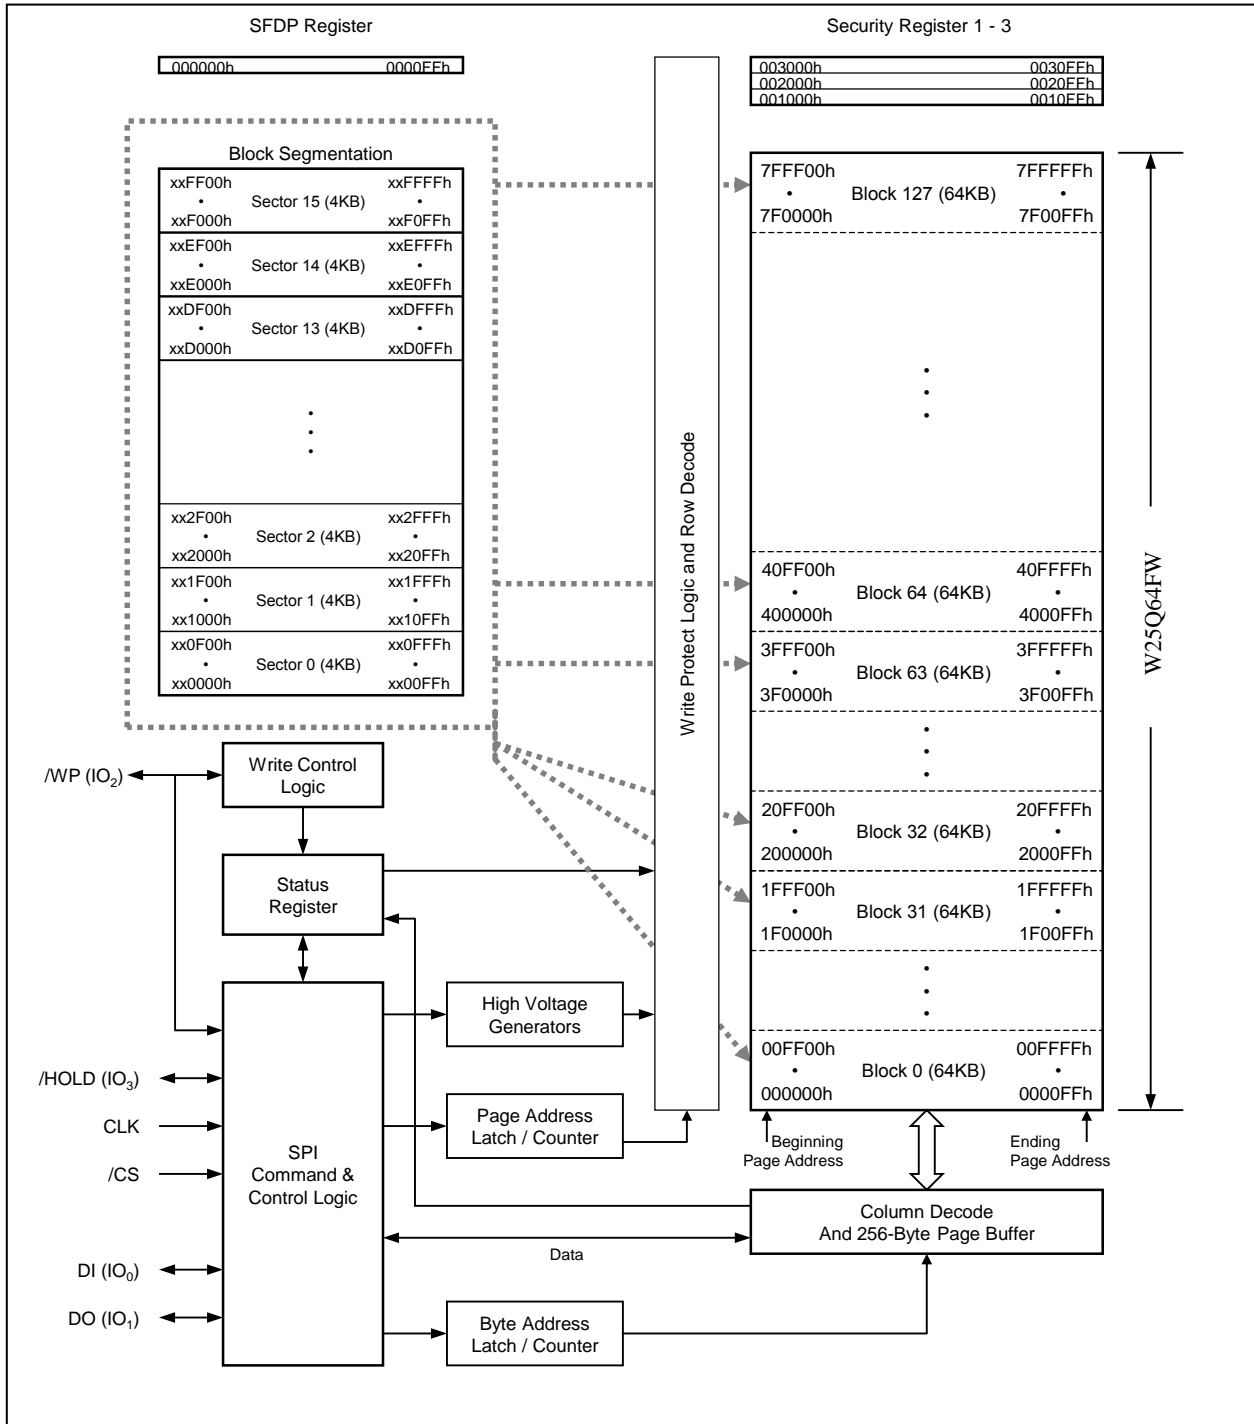 SFDP Register
000000h 0000FFh
Security Register 1 - 3
003000h 0030FFh
002000h 0020FFh
001000h 0010FFh
Block Segmentation
xxFF00h xxFFFFh
• Sector 15 (4KB) •
xxF000h xxF0FFh
xxEF00h xxEFFFh
• Sector 14 (4KB) •
xxE000h xxE0FFh
xxDF00h xxDFFFh
• Sector 13 (4KB) •
xxD000h xxD0FFh
xx2F00h xx2FFFh
• Sector 2 (4KB) •
xx2000h xx20FFh
xx1F00h xx1FFFh
• Sector 1 (4KB) •
xx1000h xx10FFh
xx0F00h xx0FFFh
• Sector 0 (4KB) •
xx0000h xx00FFh
Write Protect Logic and Row Decode
7FFF00h 7FFFFFh
• Block 127 (64KB) •
7F0000h 7F00FFh
40FF00h 40FFFFh
• Block 64 (64KB) •
400000h 4000FFh
3FFF00h 3FFFFFh
• Block 63 (64KB) •
3F0000h 3F00FFh
20FF00h 20FFFFh
• Block 32 (64KB) •
200000h 2000FFh
1FFF00h 1FFFFFh
• Block 31 (64KB) •
1F0000h 1F00FFh
00FF00h 00FFFFh
• Block 0 (64KB) •
000000h 0000FFh
W25Q64FW
Beginning
Page Address
Ending
Page Address
/WP (IO2)
Write Control
Logic
Status
Register
/HOLD (IO3)
CLK
/CS
DI (IO0)
DO (IO1)
SPI
Command &
Control Logic
High Voltage
Generators
Page Address
Latch / Counter
Column Decode
And 256-Byte Page Buffer
Data
Byte Address
Latch / Counter